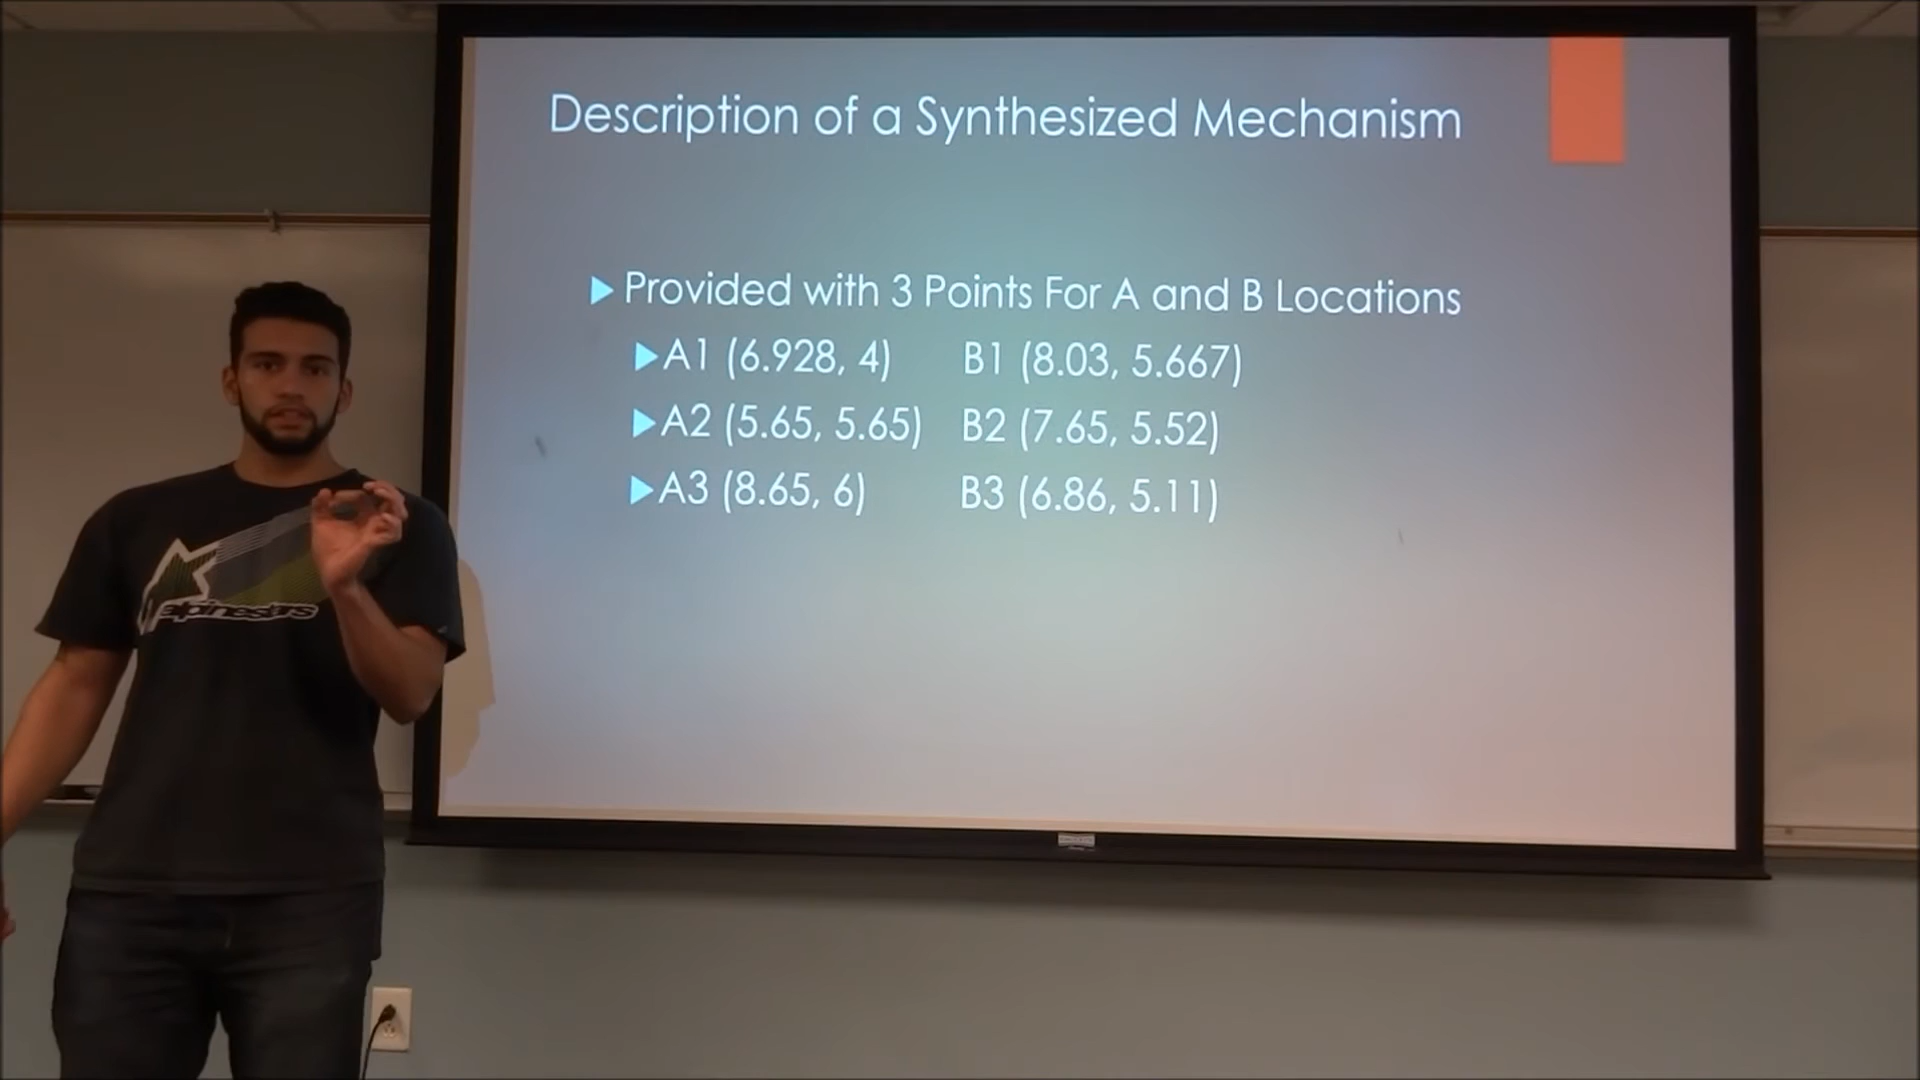 Description of a Synthesized Mechanism
Provided with 3 Points For A and B Locations
A1 (6.928, 4) B1 (8.03, 5.667)
A2 (5.65, 5.65) B2 (7.65, 5.52)
A3 (8.65, 6) B3 (6.86, 5.11)
alpinestars